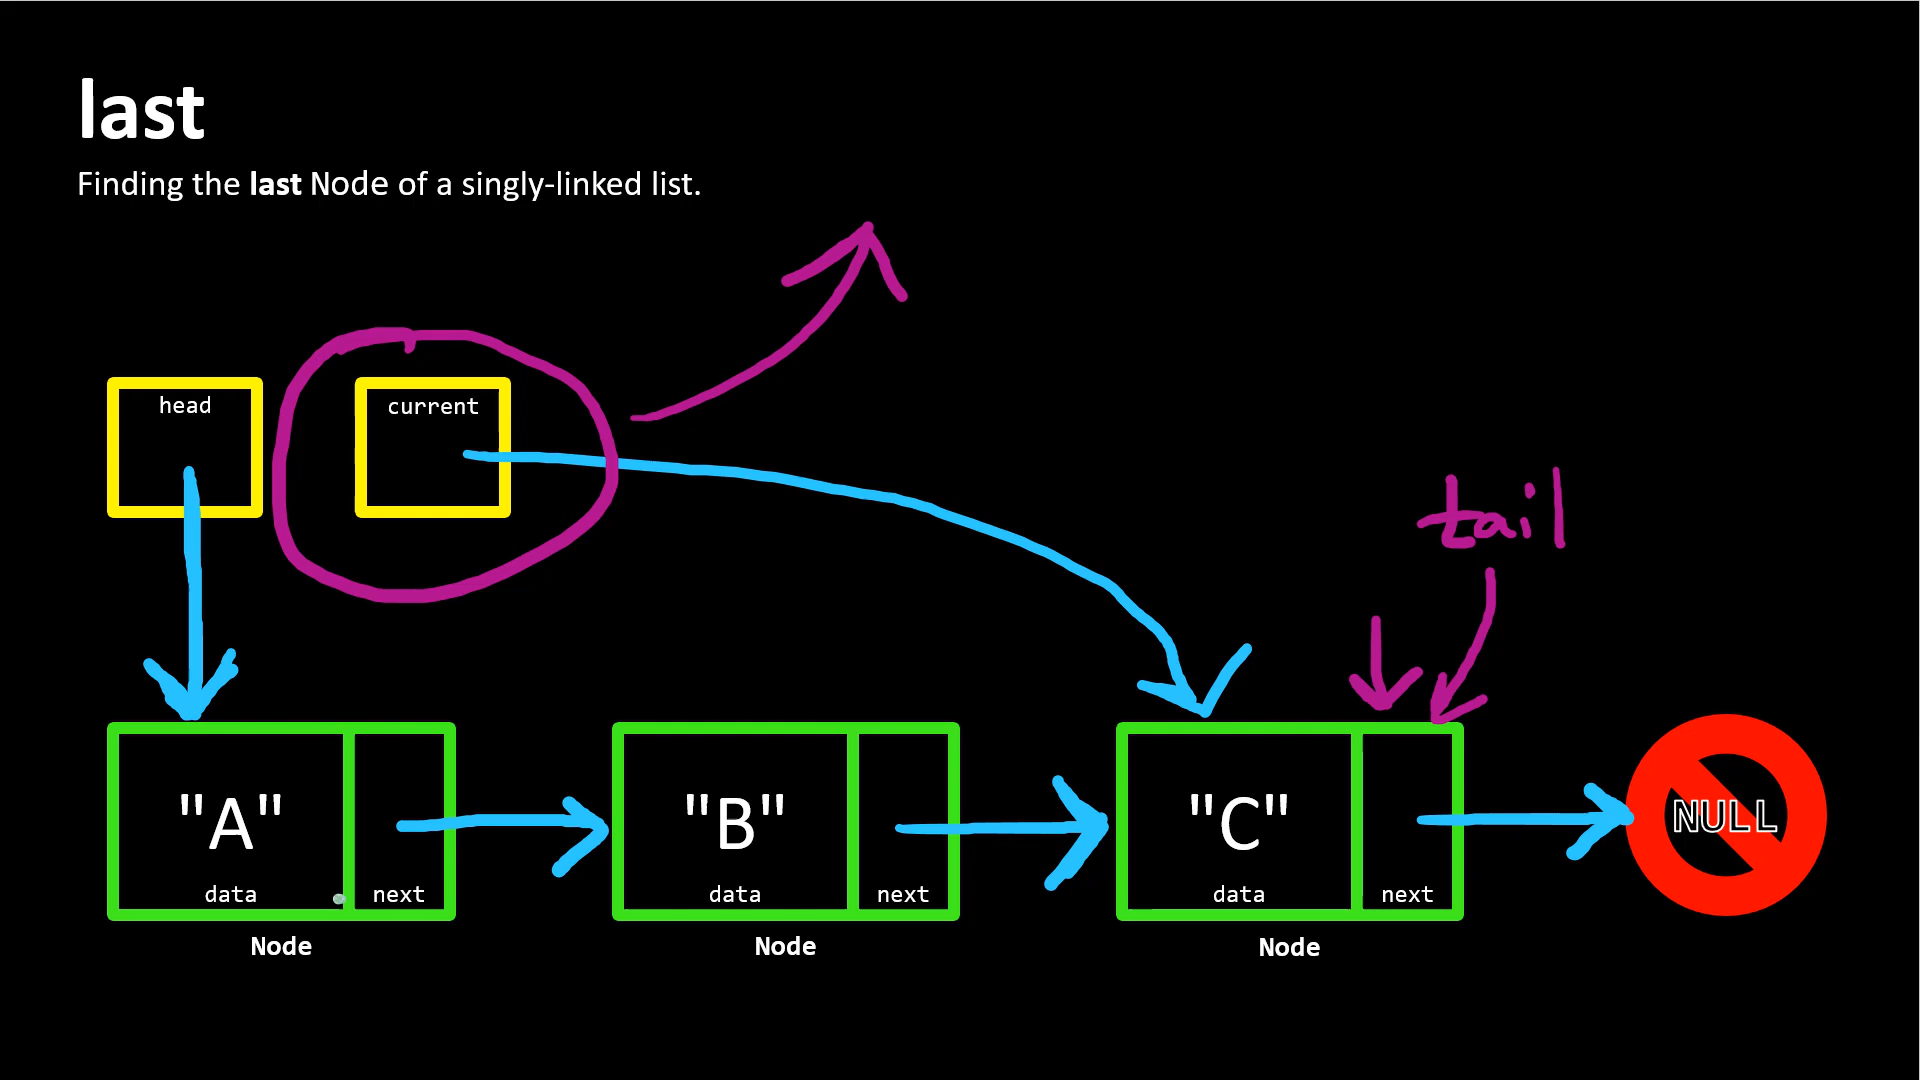 last
Finding the last Node of a singly-linked list.
head
current
tail
"A"
data
next
Node
"B"
data
next
Node
"C"
data
next
Node
NULL